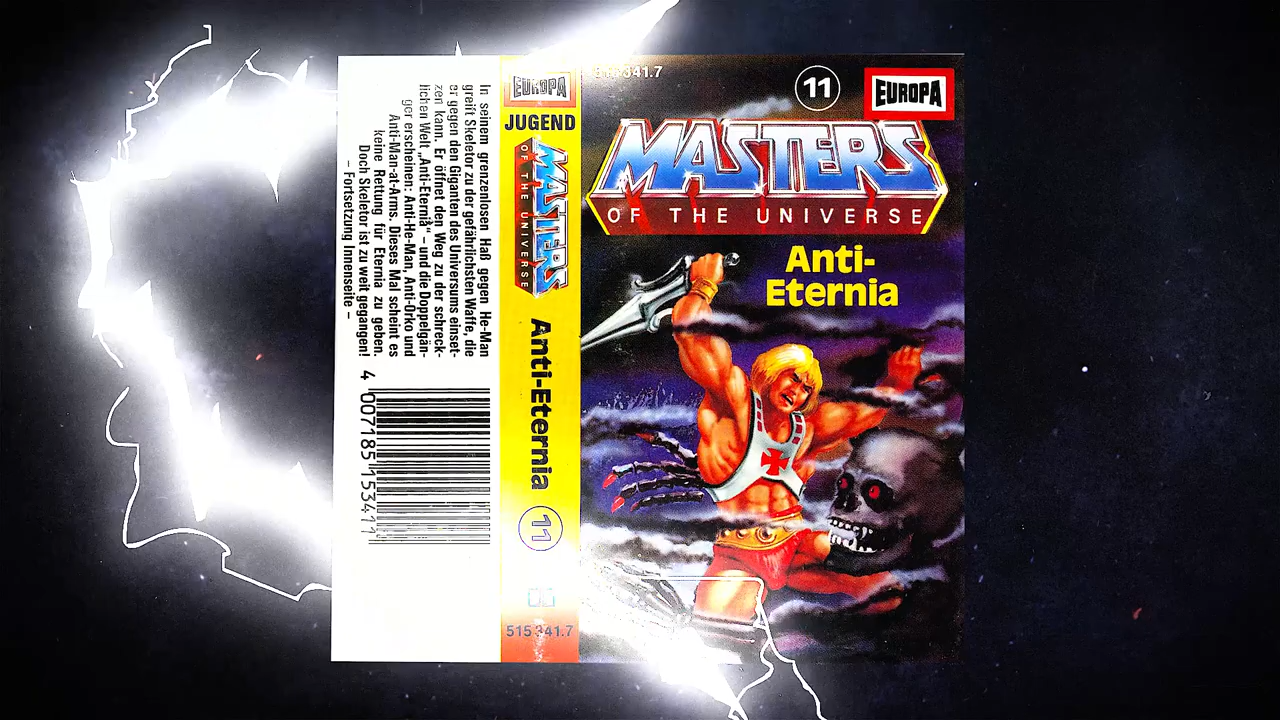 In seinem grenzenlosen Haß gegen He-Man
greift Skeletor zu der gefährlichsten Waffe, die
er gegen den Giganten des Universums einset-
zen kann. Er öffnet den Weg zu der schreck-
lichen Welt „Anti-Eternia“ – und die Doppelgän-
ger erscheinen: Anti-He-Man, Anti-Orko und
Anti-Man-at-Arms. Dieses Mal scheint es
keine Rettung für Eternia zu geben.
Doch Skeletor ist zu weit gegangen!
– Fortsetzung Innenseite –
4 007185 153411
EUROPA
JUGEND
MASTERS
OF THE UNIVERSE
Anti-Eternia
11
515 341.7
515 341.7
11
EUROPA
MASTERS
OF THE UNIVERSE
Anti-
Eternia